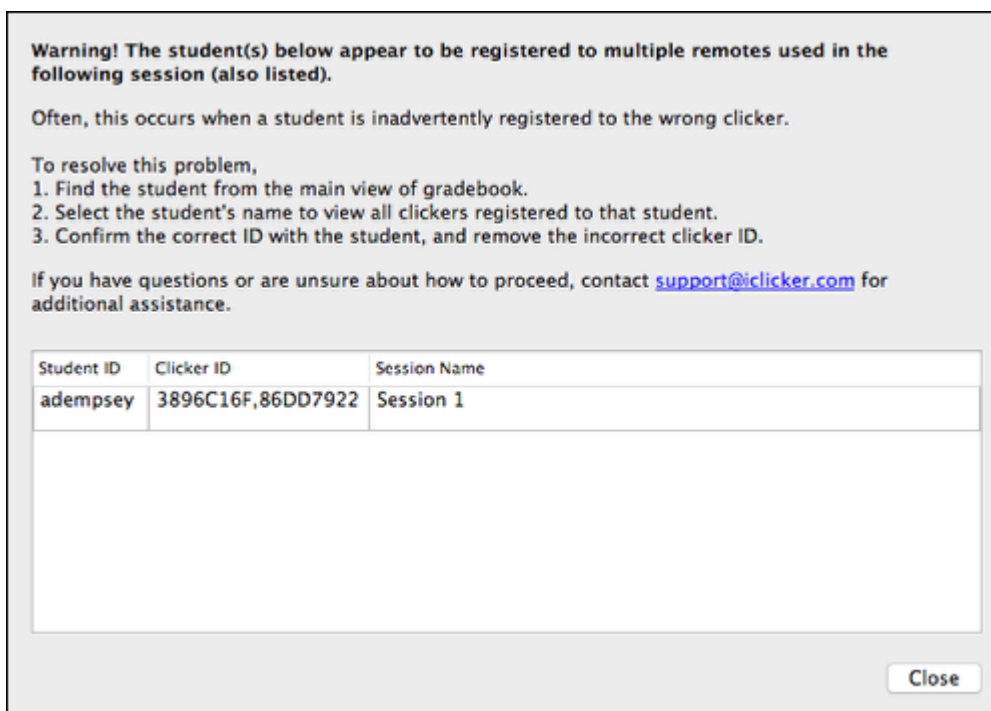 Warning! The student(s) below appear to be registered to multiple remotes used in the
following session (also listed).
Often, this occurs when a student is inadvertently registered to the wrong clicker.
To resolve this problem,
1. Find the student from the main view of gradebook.
2. Select the student's name to view all clickers registered to that student.
3. Confirm the correct ID with the student, and remove the incorrect clicker ID.
If you have questions or are unsure about how to proceed, contact support@iclicker.com for
additional assistance.
Student ID Clicker ID Session Name
adempsey 3896C16F,86DD7922 Session 1
Close